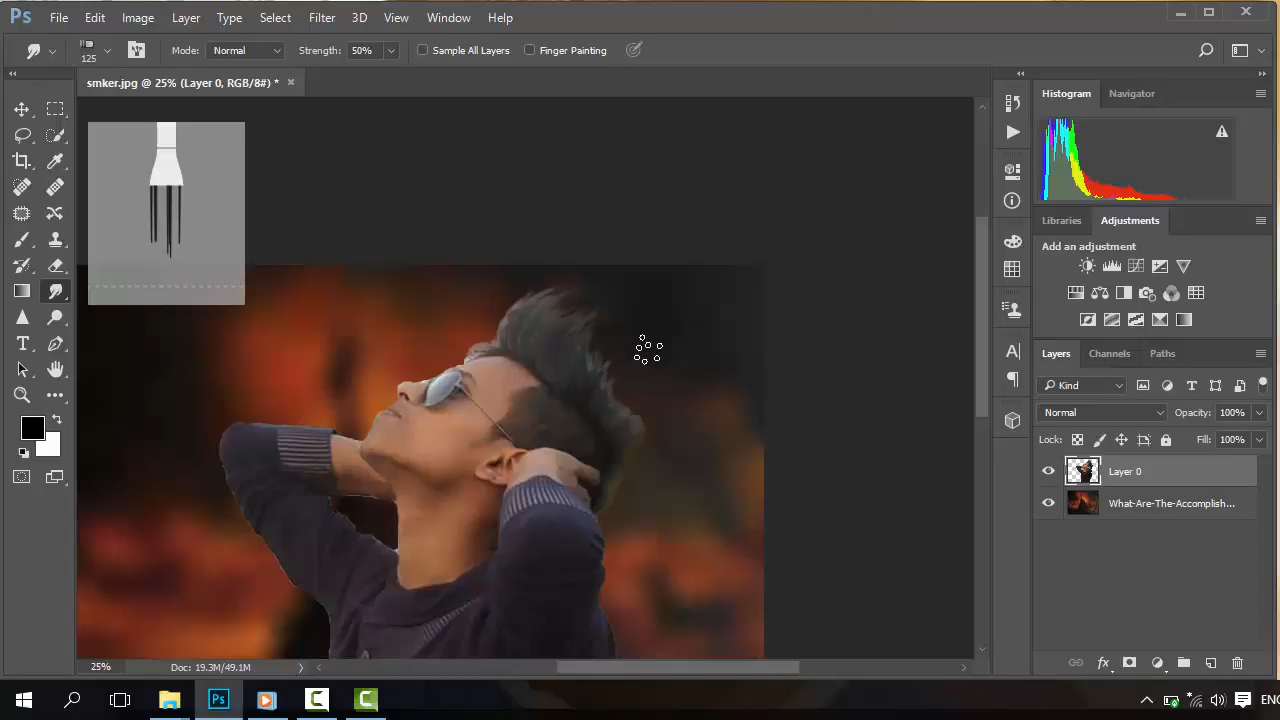 Ps File Edit Image Layer Type Select Filter 3D View Window Help
125 Mode: Normal Strength: 50% Sample All Layers Finger Painting
smker.jpg @ 25% (Layer 0, RGB/8#) * ×
Histogram Navigator
Libraries Adjustments
Add an adjustment
Layers Channels Paths
Kind
Normal Opacity: 100%
Lock: Fill: 100%
Layer 0
What-Are-The-Accomplish...
25% Doc: 19.3M/49.1M
Ps ENG